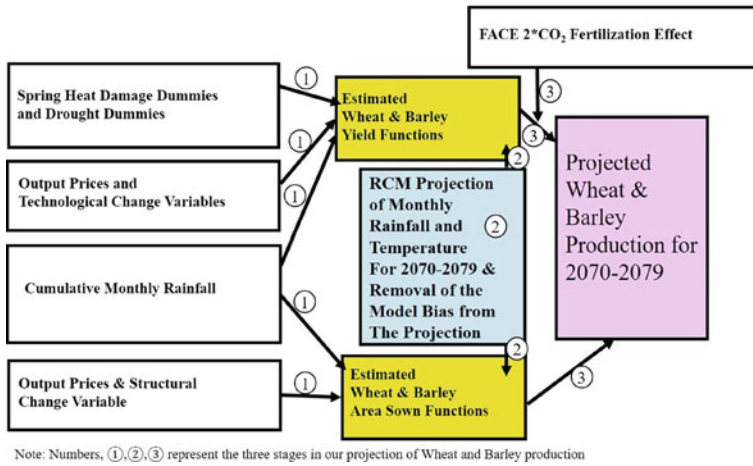 FACE 2*CO₂ Fertilization Effect
Spring Heat Damage Dummies
and Drought Dummies
①
Estimated
Wheat & Barley
Yield Functions
③
③
①
Output Prices and
Technological Change Variables
①
②
RCM Projection
of Monthly
Rainfall and
Temperature
②
For 2070-2079 &
Removal of the
Model Bias from
The Projection
Projected
Wheat &
Barley
Production for
2070-2079
Cumulative Monthly Rainfall
①
②
Output Prices & Structural
Change Variable
①
Estimated
Wheat & Barley
Area Sown Functions
③
Note: Numbers, ①,②,③ represent the three stages in our projection of Wheat and Barley production